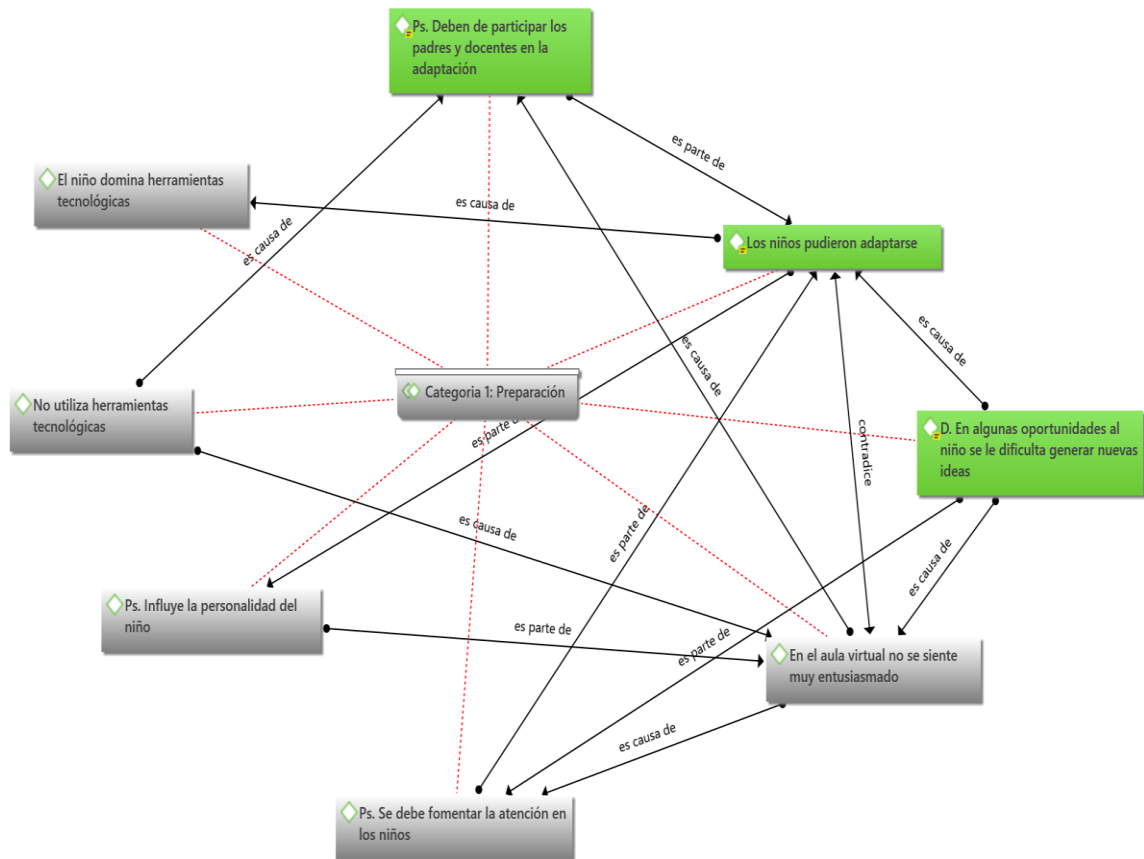 Ps. Deben de participar los
padres y docentes en la
adaptación
es parte de
El niño domina herramientas
tecnológicas
es causa de
es causa de
Los niños pudieron adaptarse
es causa de
es causa de
Categoria 1: Preparación
No utiliza herramientas
tecnológicas
es parte de
contradice
D. En algunas oportunidades al
niño se le dificulta generar nuevas
ideas
es causa de
es parte de
es causa de
Ps. Influye la personalidad del
niño
es parte de
es parte de
En el aula virtual no se siente
muy entusiasmado
es causa de
Ps. Se debe fomentar la atención en
los niños